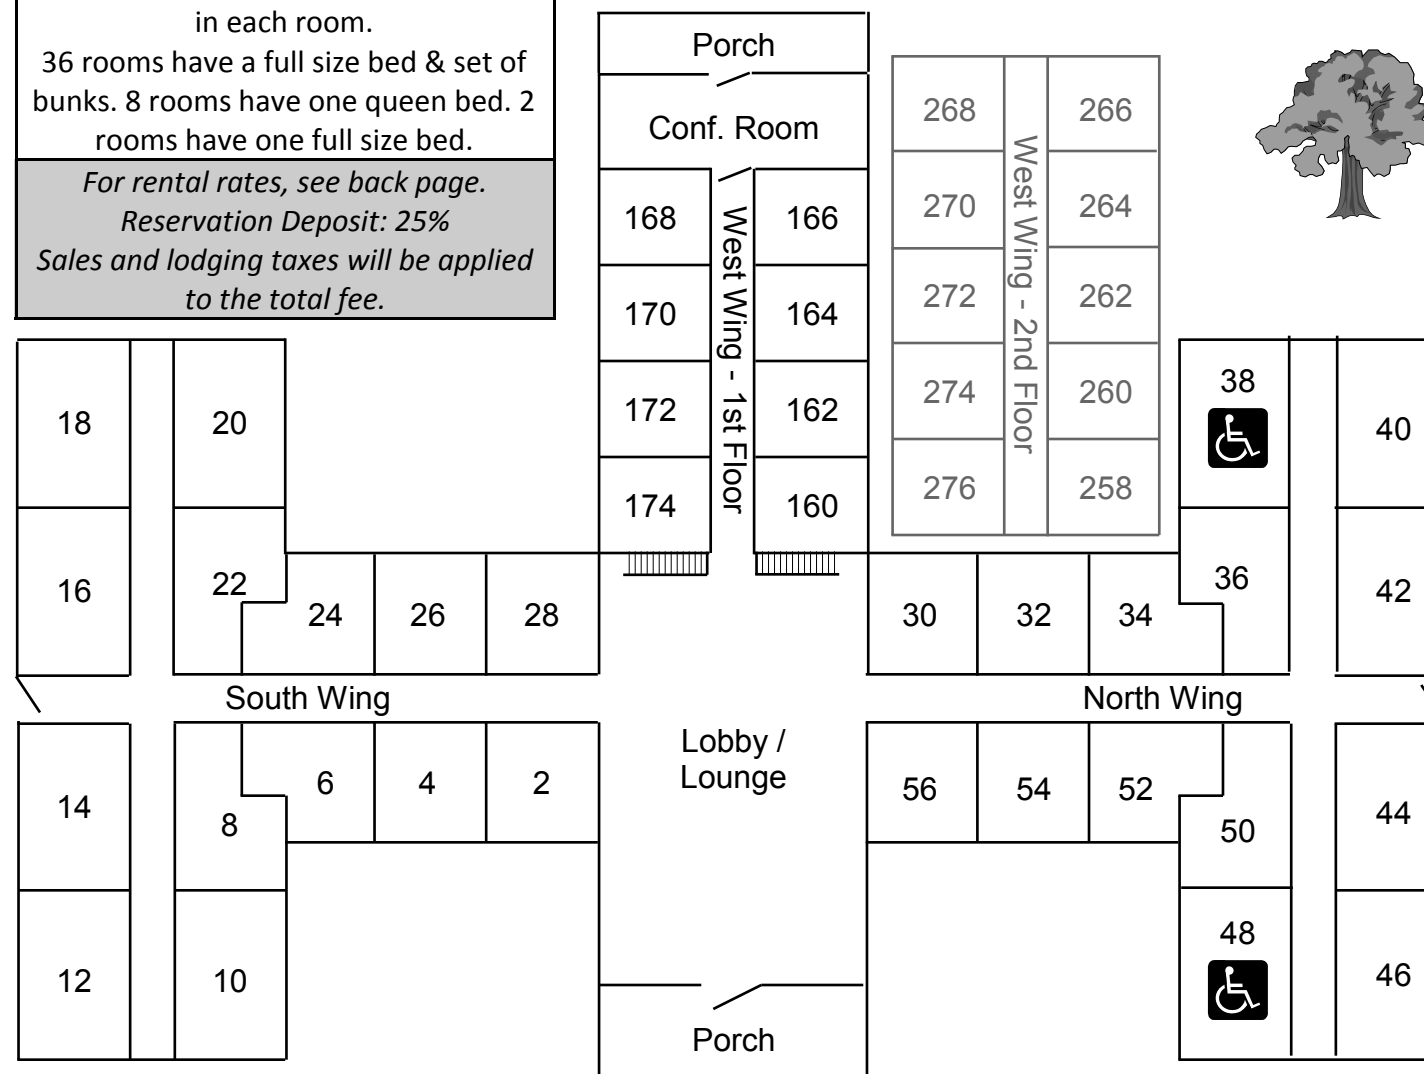 in each room.
36 rooms have a full size bed & set of
bunks. 8 rooms have one queen bed. 2
rooms have one full size bed.
For rental rates, see back page.
Reservation Deposit: 25%
Sales and lodging taxes will be applied
to the total fee.
Porch
Conf. Room
168
166
170
164
172
162
174
160
West Wing - 1st Floor
268
266
270
264
272
262
274
260
276
258
West Wing - 2nd Floor
18
20
16
22
24
26
28
30
32
34
36
38
40
42
South Wing
North Wing
Lobby /
Lounge
14
8
6
4
2
12
10
56
54
52
50
44
48
46
Porch